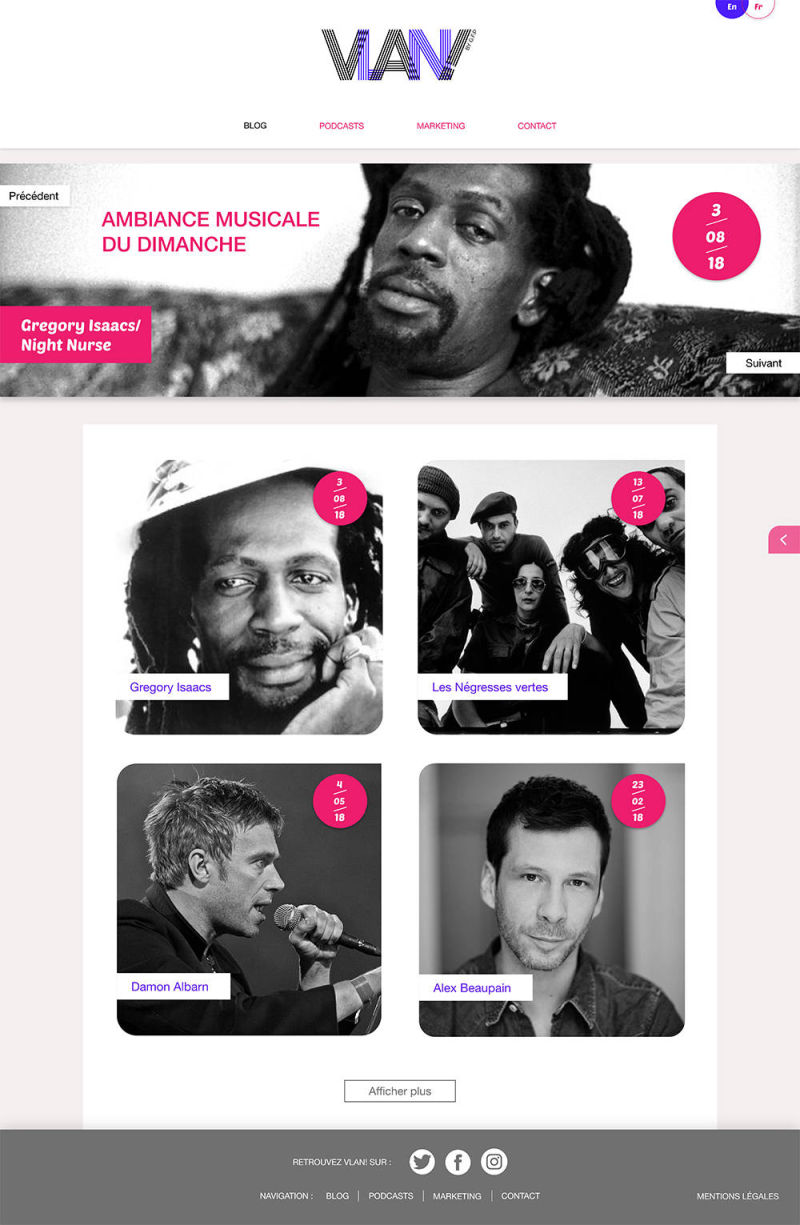 En Fr
VLAN!
BY G.T.P
BLOG PODCASTS MARKETING CONTACT
Précédent
AMBIANCE MUSICALE
DU DIMANCHE
3
08
18
Gregory Isaacs/
Night Nurse
Suivant
3
08
18
Gregory Isaacs
13
07
18
Les Négresses vertes
4
05
18
Damon Albarn
23
02
18
Alex Beaupain
Afficher plus
RETROUVEZ VLAN! SUR :
NAVIGATION : BLOG | PODCASTS | MARKETING | CONTACT
MENTIONS LÉGALES